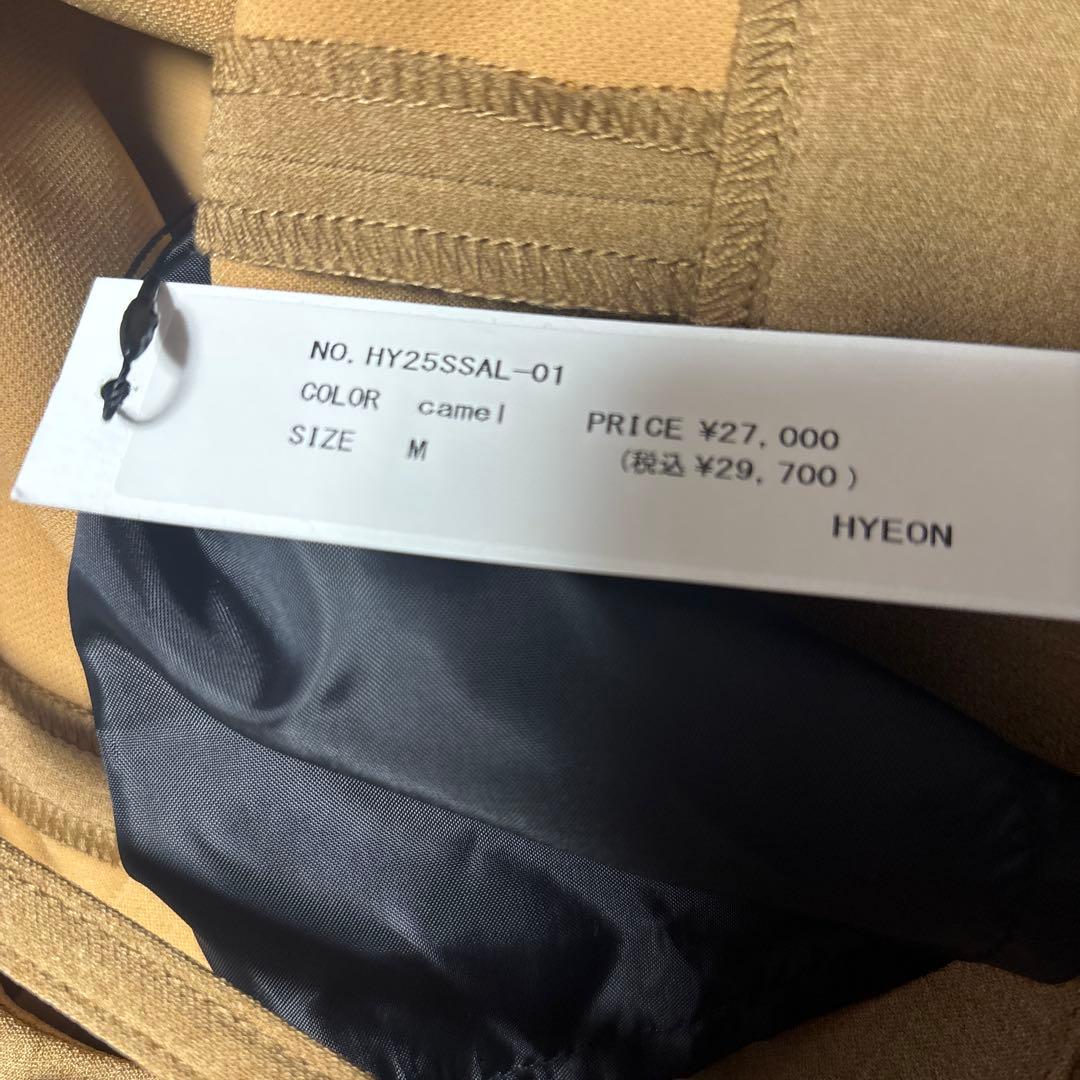 NO. HY25SSAL-01
COLOR camel
SIZE M
PRICE ¥27,000
(税込 ¥29,700)
HYEON